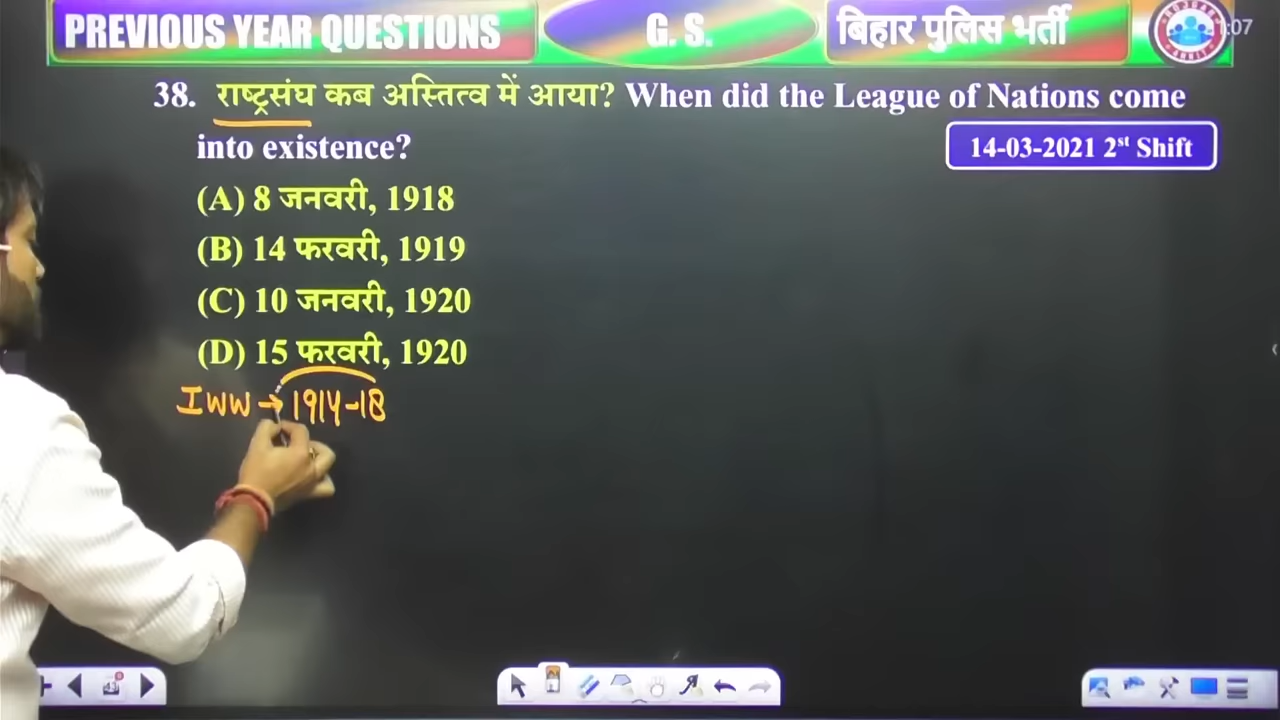 PREVIOUS YEAR QUESTIONS G. S. बिहार पुलिस भर्ती
21:07
38. राष्ट्रसंघ कब अस्तित्व में आया? When did the League of Nations come
into existence?
14-03-2021 2st Shift
(A) 8 जनवरी, 1918
(B) 14 फरवरी, 1919
(C) 10 जनवरी, 1920
(D) 15 फरवरी, 1920
IWW → 1914-18